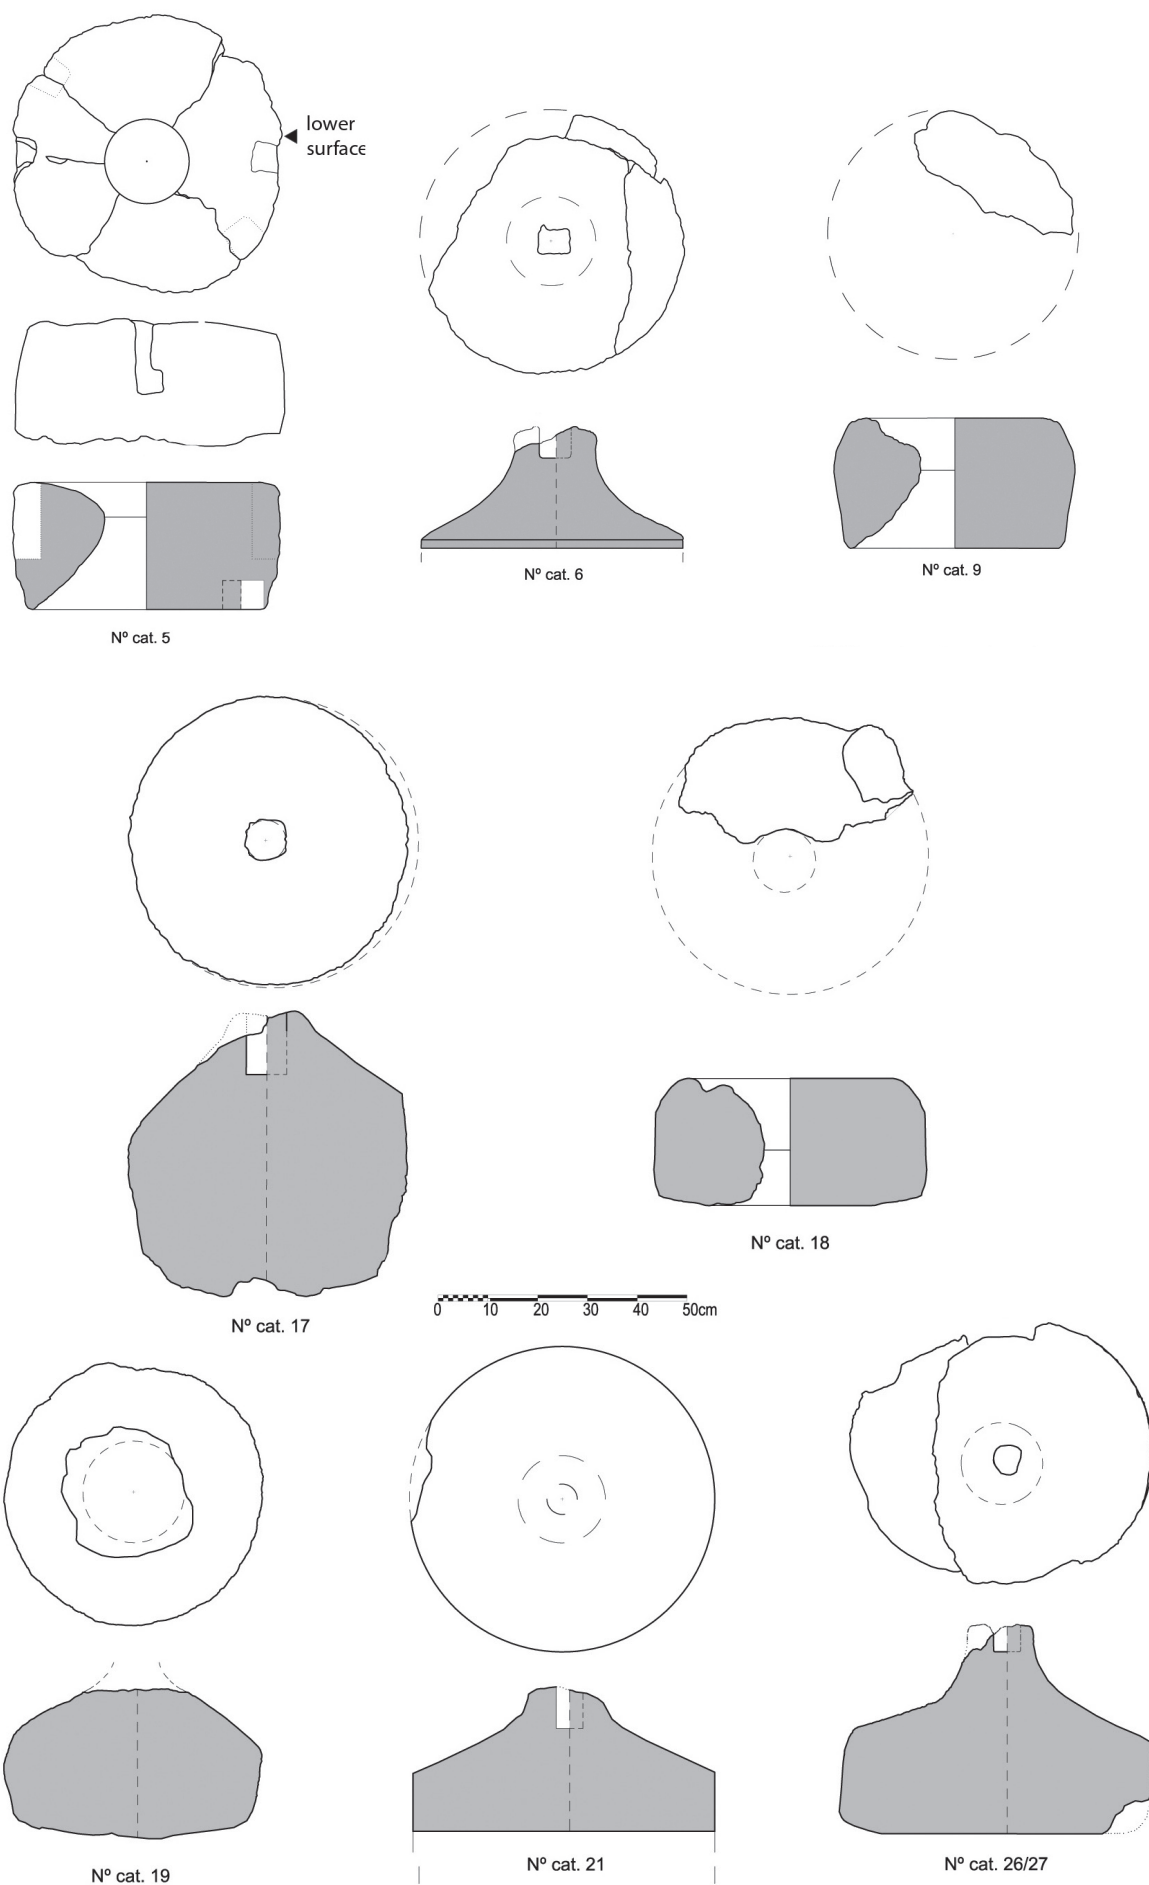 lower
surface
Nº cat. 6
Nº cat. 9
Nº cat. 5
Nº cat. 18
0 10 20 30 40 50cm
Nº cat. 17
Nº cat. 21
Nº cat. 26/27
Nº cat. 19